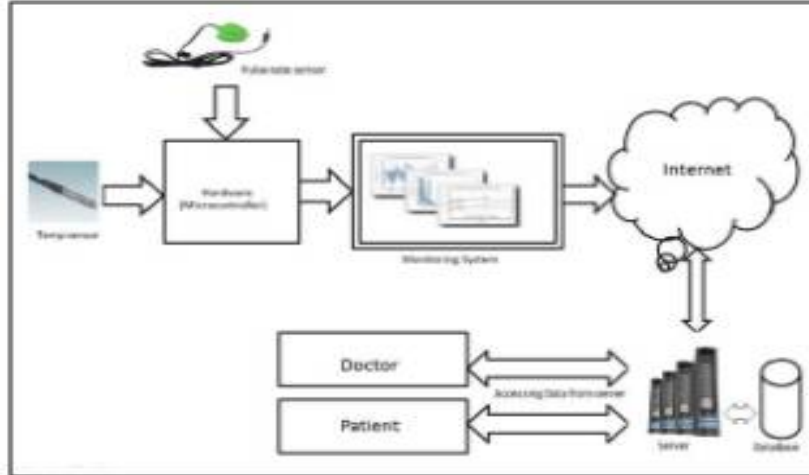 Pulse rate sensor
Hardware
(Microcontroller)
Internet
Temp sensor
Monitoring System
Doctor
Accessing Data from server
Patient
Server
DataBase